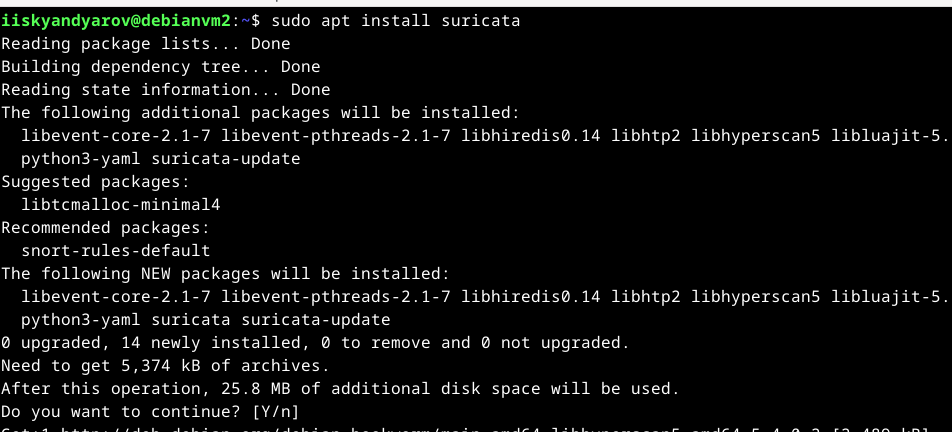 iiskyandyarov@debianvm2:~$ sudo apt install suricata
Reading package lists... Done
Building dependency tree... Done
Reading state information... Done
The following additional packages will be installed:
  libevent-core-2.1-7 libevent-pthreads-2.1-7 libhiredis0.14 libhtp2 libhyperscan5 libluajit-5.
  python3-yaml suricata-update
Suggested packages:
  libtcmalloc-minimal4
Recommended packages:
  snort-rules-default
The following NEW packages will be installed:
  libevent-core-2.1-7 libevent-pthreads-2.1-7 libhiredis0.14 libhtp2 libhyperscan5 libluajit-5.
  python3-yaml suricata suricata-update
0 upgraded, 14 newly installed, 0 to remove and 0 not upgraded.
Need to get 5,374 kB of archives.
After this operation, 25.8 MB of additional disk space will be used.
Do you want to continue? [Y/n]